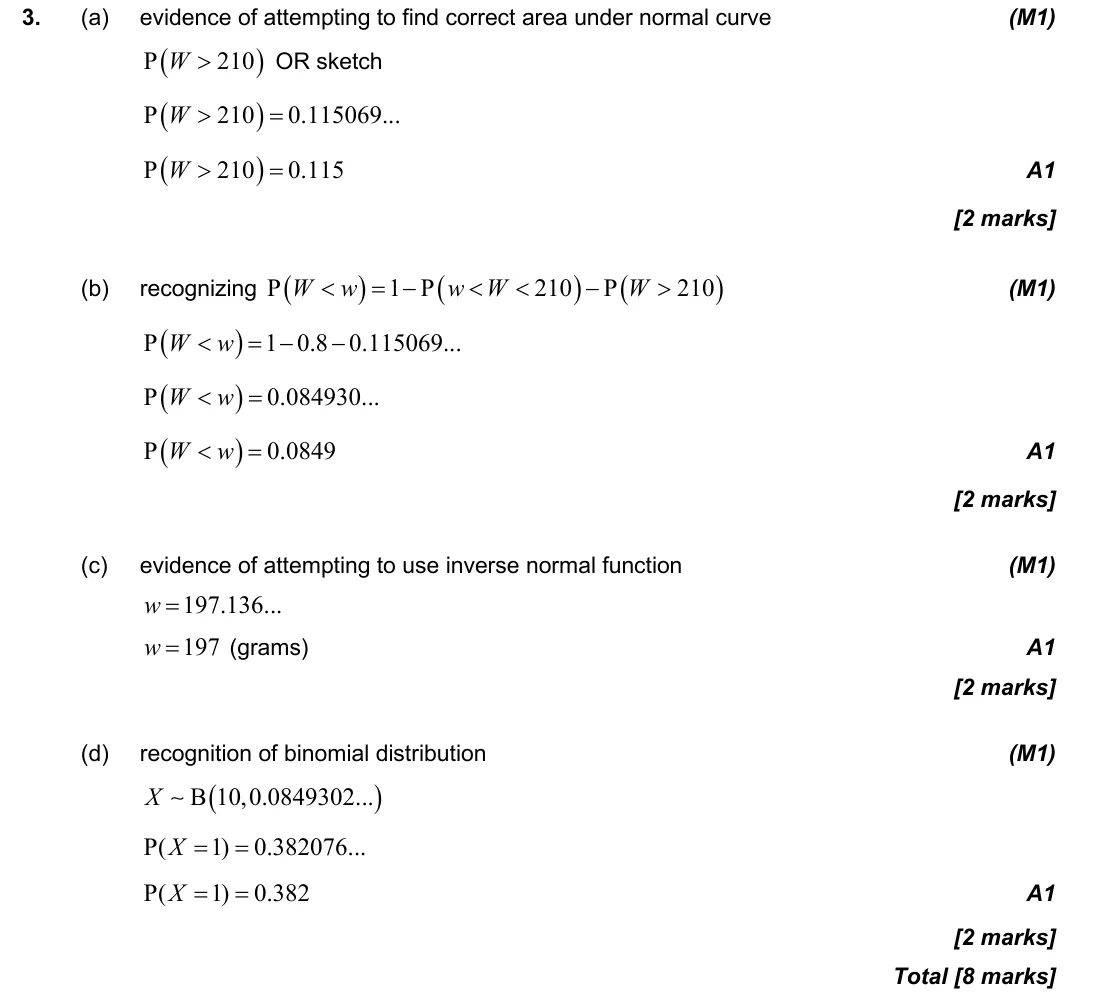 3. (a) evidence of attempting to find correct area under normal curve (M1)
P(W > 210) OR sketch
P(W > 210) = 0.115069...
P(W > 210) = 0.115 A1
[2 marks]
(b) recognizing P(W < w) = 1 − P(w < W < 210) − P(W > 210) (M1)
P(W < w) = 1 − 0.8 − 0.115069...
P(W < w) = 0.084930...
P(W < w) = 0.0849 A1
[2 marks]
(c) evidence of attempting to use inverse normal function (M1)
w = 197.136...
w = 197 (grams) A1
[2 marks]
(d) recognition of binomial distribution (M1)
X ~ B(10, 0.0849302...)
P(X = 1) = 0.382076...
P(X = 1) = 0.382 A1
[2 marks]
Total [8 marks]